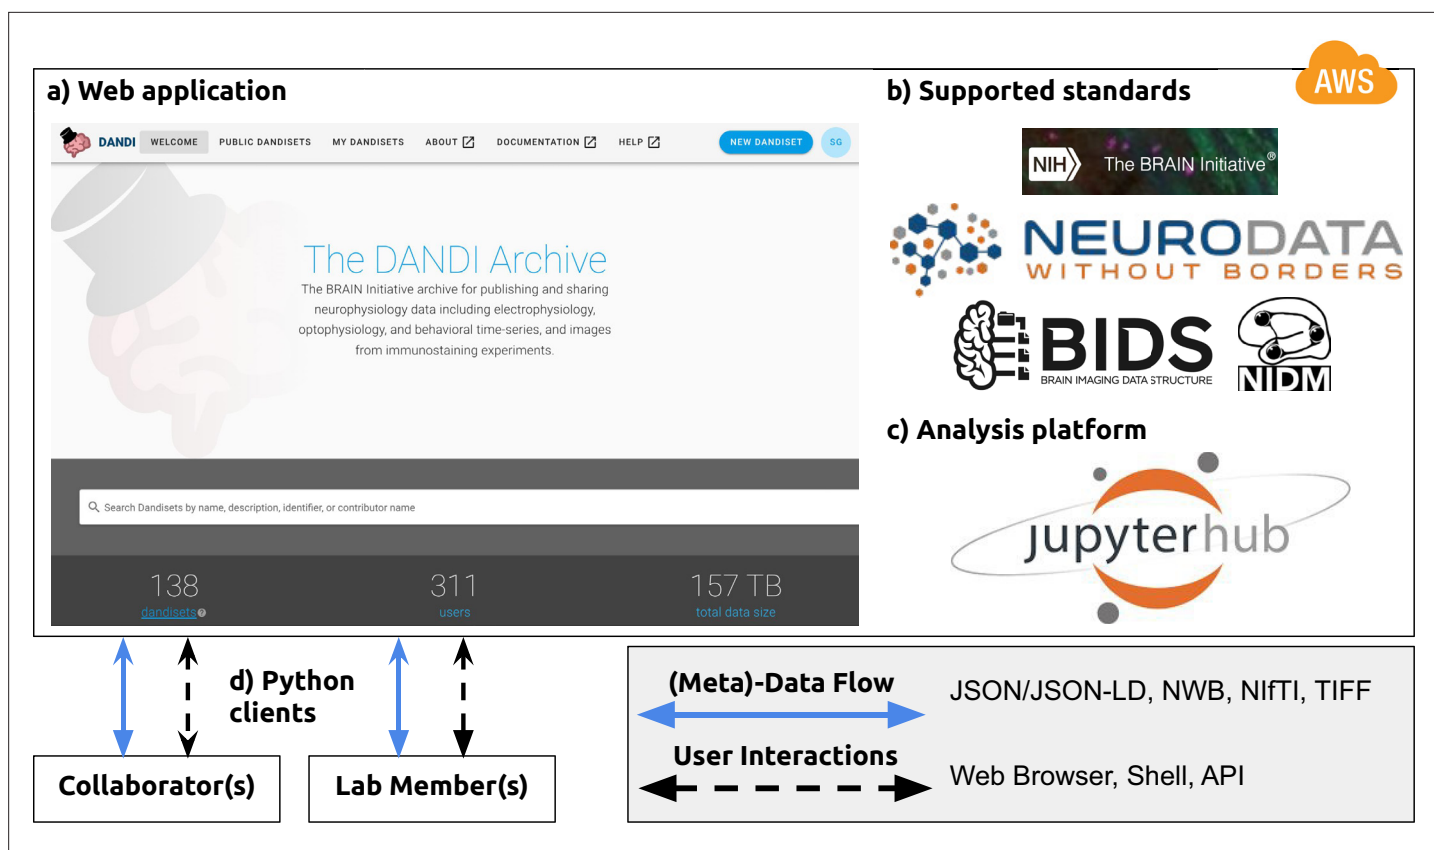 AWS
a) Web application
DANDI WELCOME PUBLIC DANDISETS MY DANDISETS ABOUT DOCUMENTATION HELP NEW DANDISET SG
The DANDI Archive
The BRAIN Initiative archive for publishing and sharing
neurophysiology data including electrophysiology,
optophysiology, and behavioral time-series, and images
from immunostaining experiments.
Search Dandisets by name, description, identifier, or contributor name
138 311 157 TB
dandisets users total data size
b) Supported standards
NIH The BRAIN Initiative®
NEURODATA
WITHOUT BORDERS
BIDS
BRAIN IMAGING DATA STRUCTURE
NIDM
c) Analysis platform
jupyterhub
d) Python
clients
Collaborator(s)
Lab Member(s)
(Meta)-Data Flow
JSON/JSON-LD, NWB, NIfTI, TIFF
User Interactions
Web Browser, Shell, API